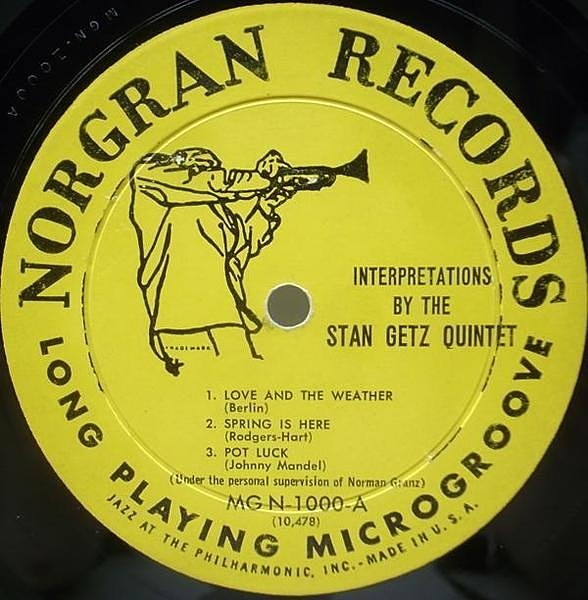 MGN-1000A
NORGRAN RECORDS
TRADEMARK
INTERPRETATIONS
BY THE
STAN GETZ QUINTET
1. LOVE AND THE WEATHER
(Berlin)
2. SPRING IS HERE
(Rodgers-Hart)
3. POT LUCK
(Johnny Mandel)
(Under the personal supervision of Norman Granz)
MG N-1000-A
(10,478)
LONG PLAYING MICROGROOVE
JAZZ AT THE PHILHARMONIC, INC.-MADE IN U.S.A.